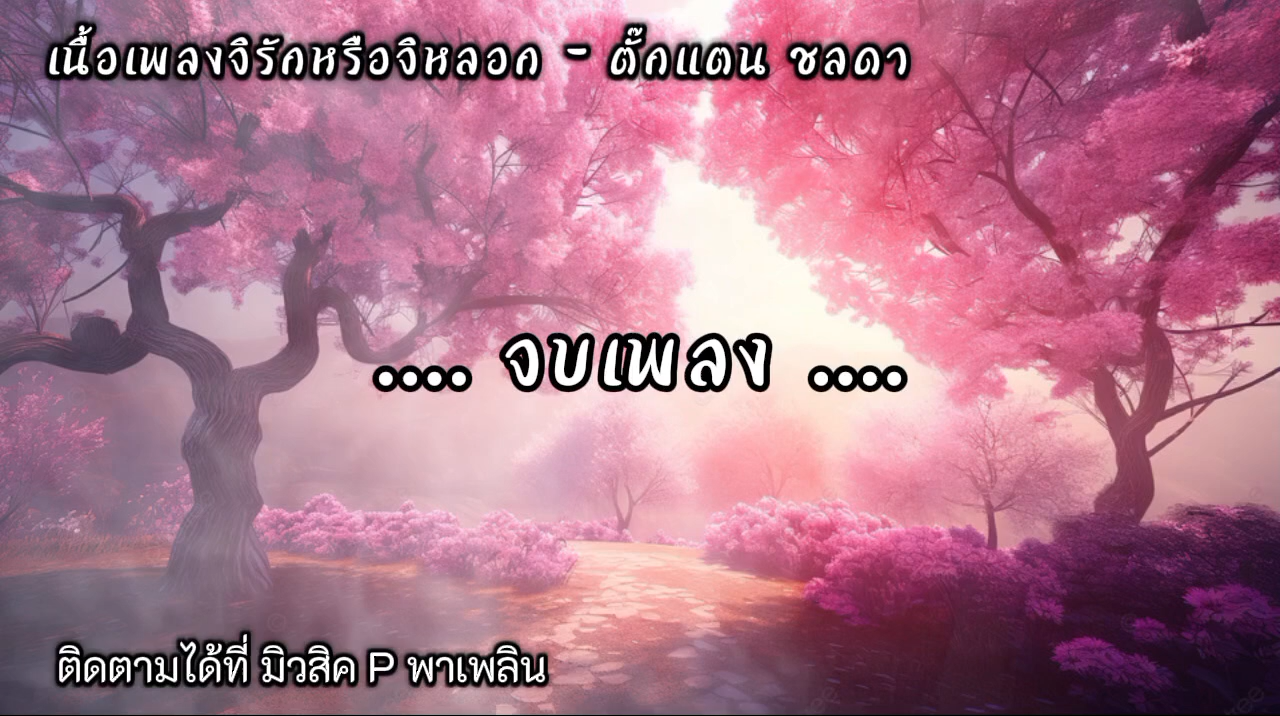 เนื้อเพลงจิรักหรือจิหลอก - ตั๊กแตน ชลดา
.... จบเพลง ....
ติดตามได้ที่ มิวสิค P พาเพลิน